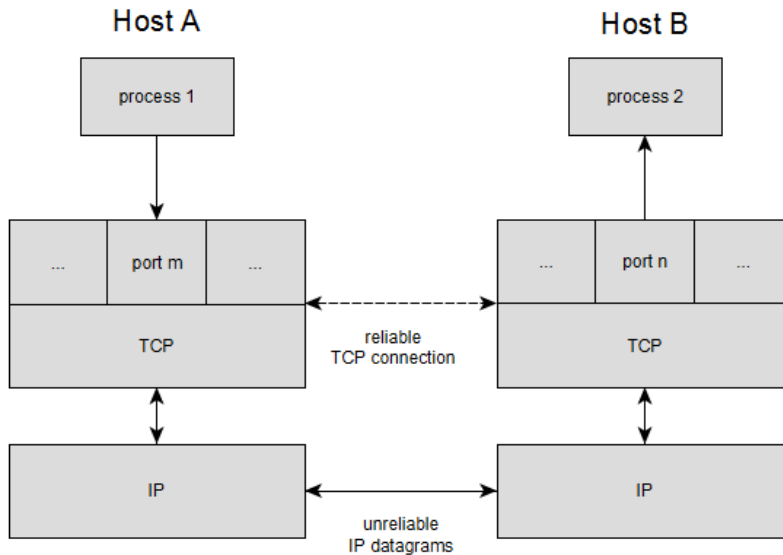 Host A
Host B
process 1
process 2
...
port m
...
...
port n
...
reliable
TCP connection
TCP
TCP
IP
IP
unreliable
IP datagrams